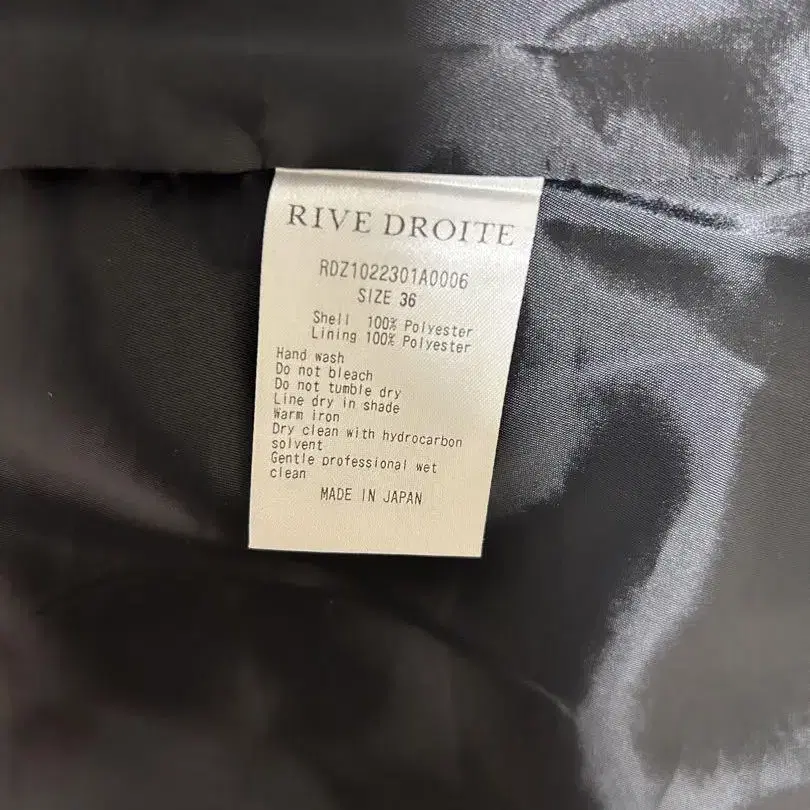 RIVE DROITE
RDZ1022301A0006
SIZE 36
Shell 100% Polyester
Lining 100% Polyester
Hand wash
Do not bleach
Do not tumble dry
Line dry in shade
Warm iron
Dry clean with hydrocarbon
solvent
Gentle professional wet
clean
MADE IN JAPAN